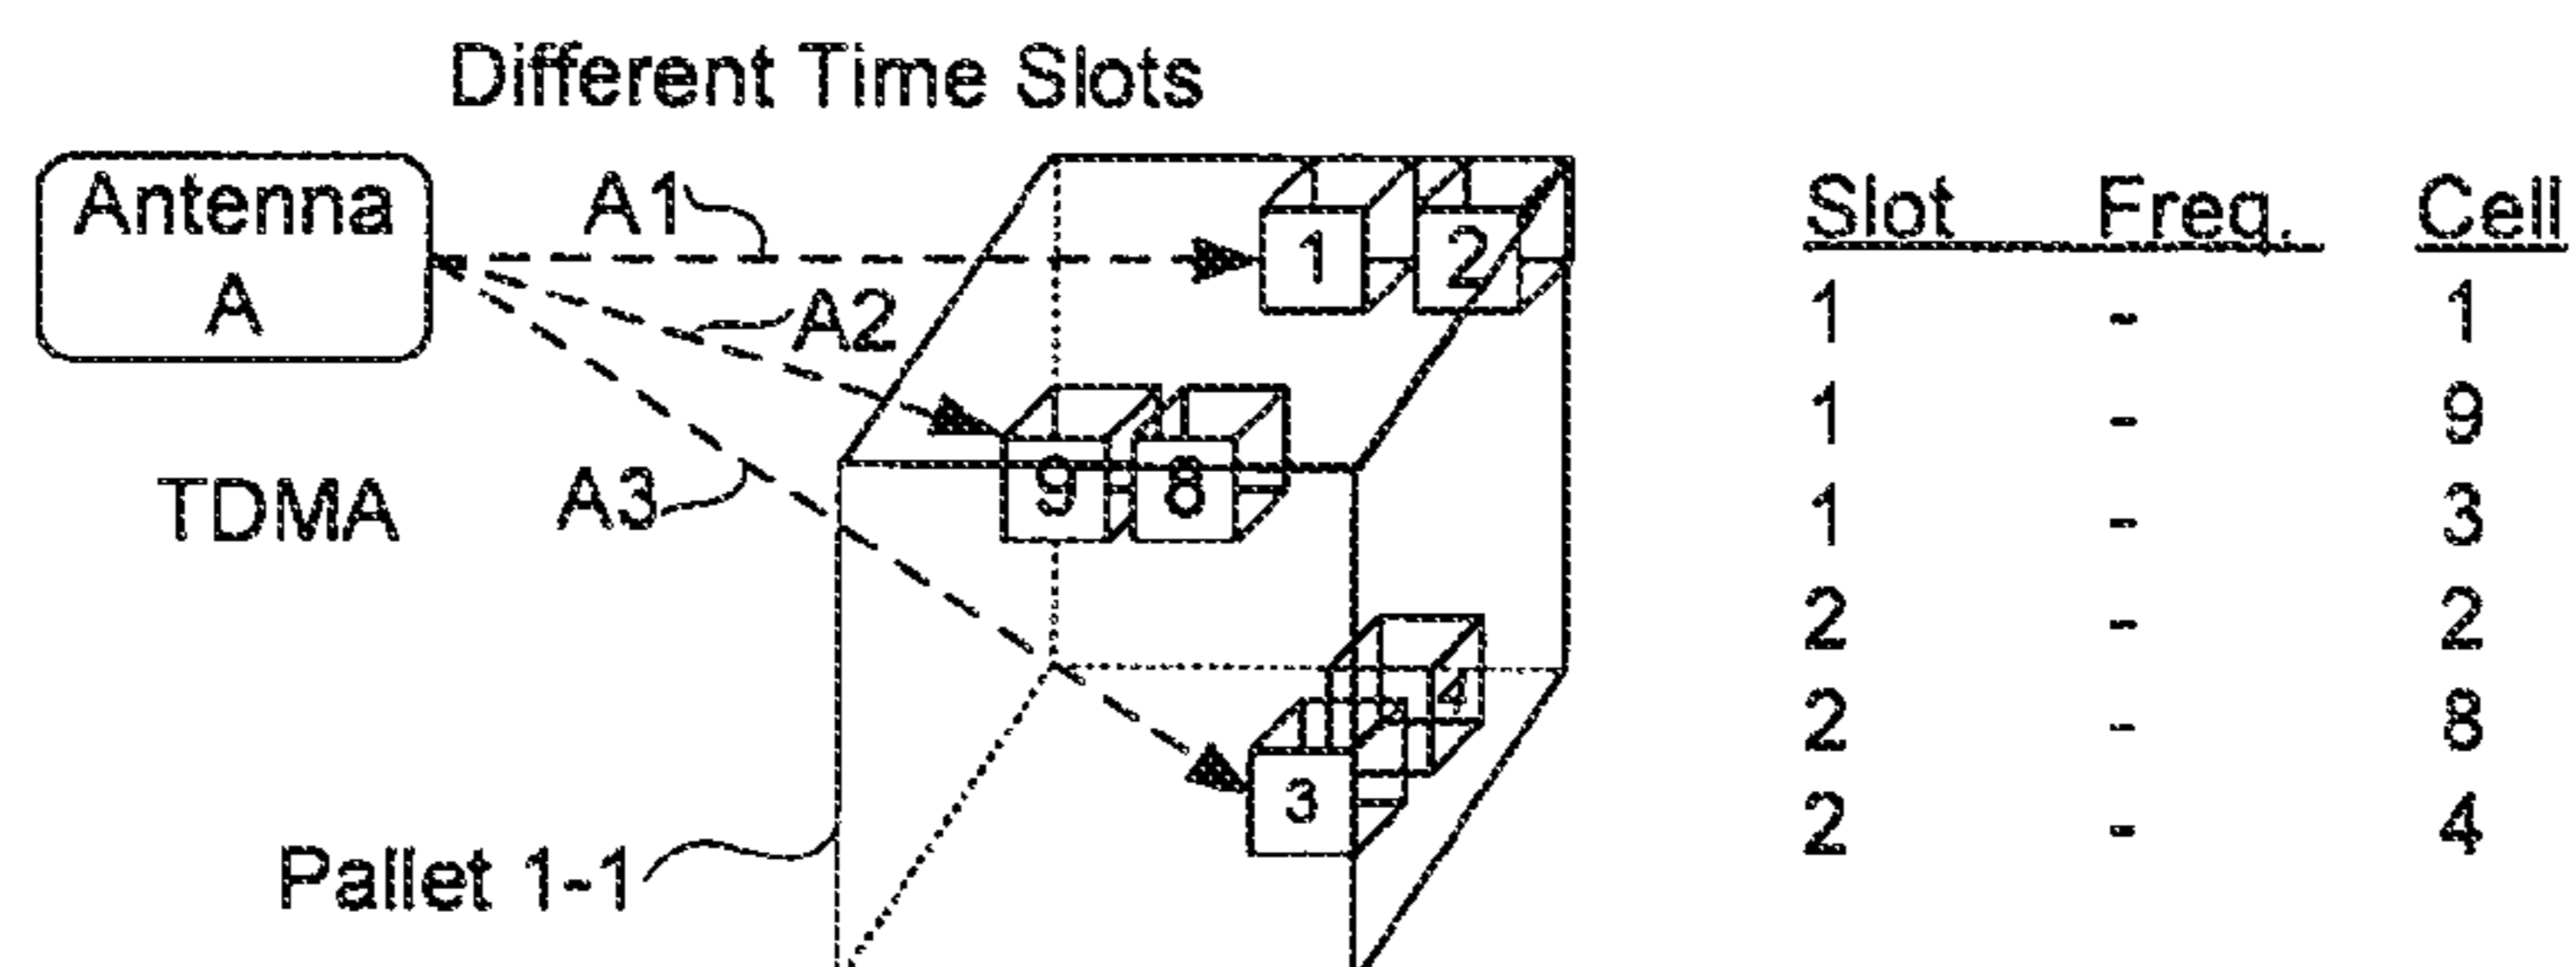 Different Time Slots
Antenna
A
A1
A2
A3
TDMA
Pallet 1-1
1 2
9 8
4
3
Slot Freq. Cell
1 - 1
1 - 9
1 - 3
2 - 2
2 - 8
2 - 4